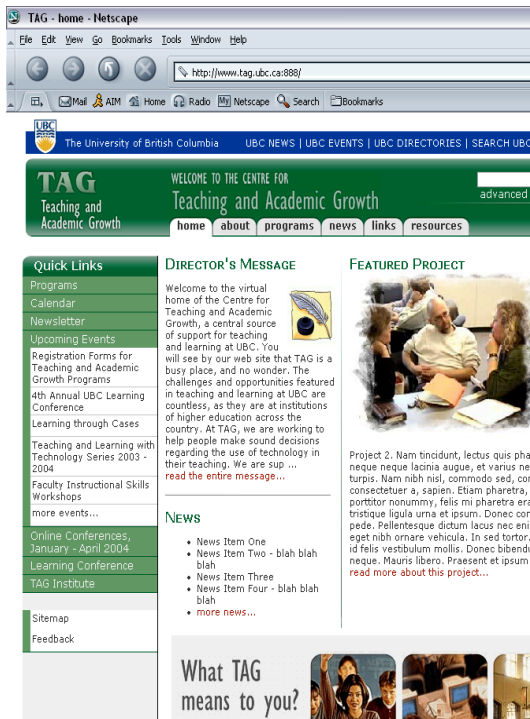 TAG - home - Netscape
File Edit View Go Bookmarks Tools Window Help
http://www.tag.ubc.ca:888/
Mail AIM Home Radio My Netscape Search Bookmarks
UBC
The University of British Columbia UBC NEWS | UBC EVENTS | UBC DIRECTORIES | SEARCH UBC
TAG
Teaching and
Academic Growth
WELCOME TO THE CENTRE FOR
Teaching and Academic Growth
advanced
home about programs news links resources
Quick Links
Programs
Calendar
Newsletter
Upcoming Events
Registration Forms for
Teaching and Academic
Growth Programs
4th Annual UBC Learning
Conference
Learning through Cases
Teaching and Learning with
Technology Series 2003 -
2004
Faculty Instructional Skills
Workshops
more events...
Online Conferences,
January - April 2004
Learning Conference
TAG Institute
Sitemap
Feedback
DIRECTOR'S MESSAGE
Welcome to the virtual
home of the Centre for
Teaching and Academic
Growth, a central source
of support for teaching
and learning at UBC. You
will see by our web site that TAG is a
busy place, and no wonder. The
challenges and opportunities featured
in teaching and learning at UBC are
countless, as they are at institutions
of higher education across the
country. At TAG, we are working to
help people make sound decisions
regarding the use of technology in
their teaching. We are sup ...
read the entire message...
NEWS
News Item One
News Item Two - blah blah
blah
News Item Three
News Item Four - blah blah
blah
more news...
FEATURED PROJECT
Project 2. Nam tincidunt, lectus quis pha
neque neque lacinia augue, et varius ne
turpis. Nam nibh nisl, commodo sed, con
consectetuer a, sapien. Etiam pharetra,
porttitor nonummy, felis mi pharetra era
tristique ligula urna et ipsum. Donec con
pede. Pellentesque dictum lacus nec eni
eget nibh ornare vehicula. In sed tortor.
id felis vestibulum mollis. Donec bibendu
neque. Mauris libero. Praesent et ipsum
read more about this project...
What TAG
means to you?